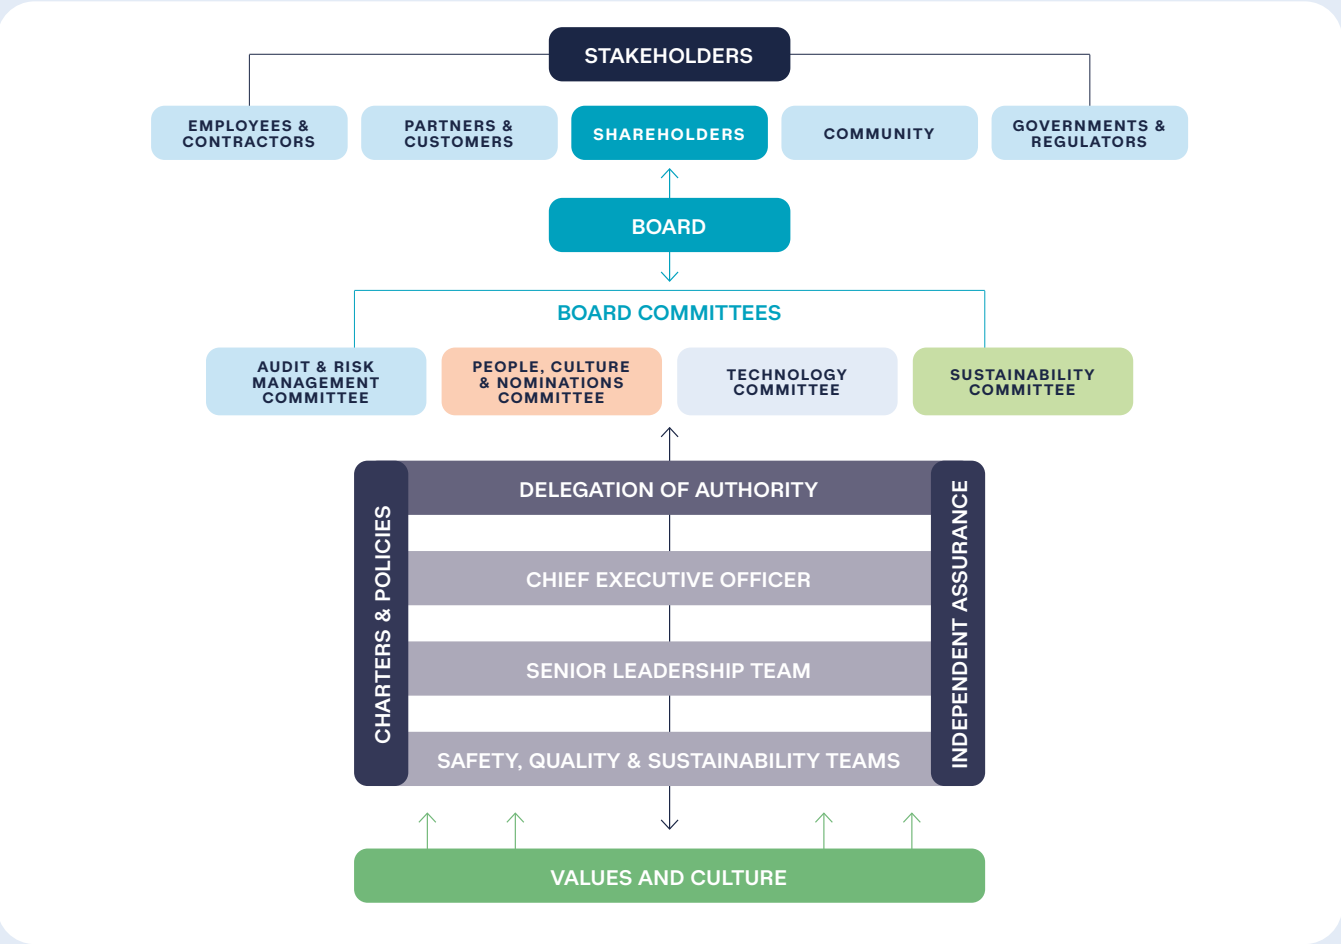 STAKEHOLDERS
EMPLOYEES &
CONTRACTORS
PARTNERS &
CUSTOMERS
SHAREHOLDERS
COMMUNITY
GOVERNMENTS &
REGULATORS
BOARD
BOARD COMMITTEES
AUDIT & RISK
MANAGEMENT
COMMITTEE
PEOPLE, CULTURE
& NOMINATIONS
COMMITTEE
TECHNOLOGY
COMMITTEE
SUSTAINABILITY
COMMITTEE
CHARTERS & POLICIES
DELEGATION OF AUTHORITY
CHIEF EXECUTIVE OFFICER
SENIOR LEADERSHIP TEAM
SAFETY, QUALITY & SUSTAINABILITY TEAMS
INDEPENDENT ASSURANCE
VALUES AND CULTURE